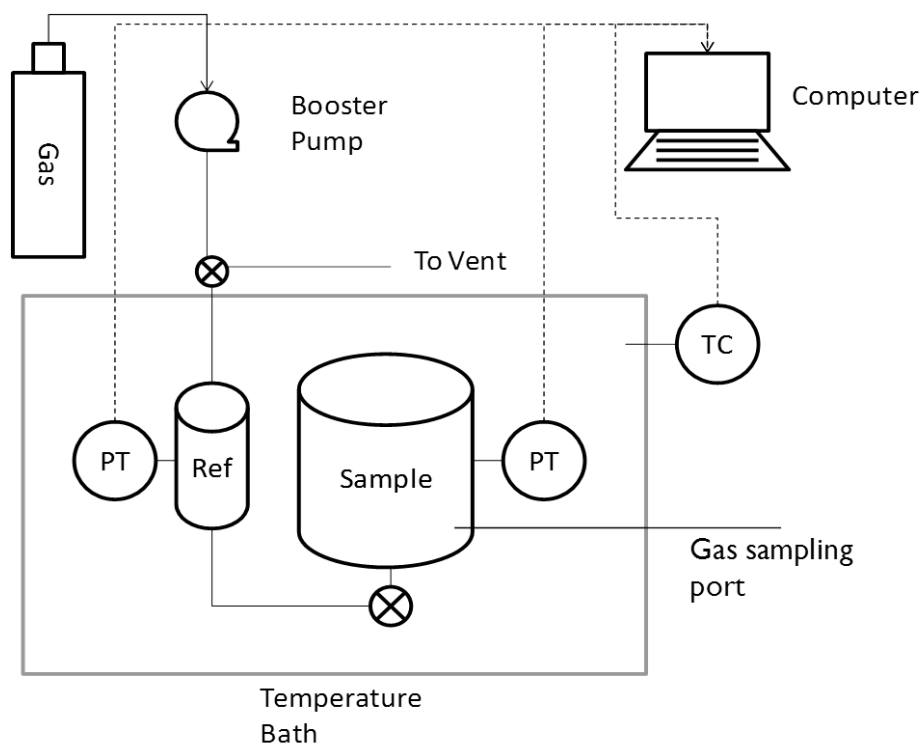 Gas
Booster
Pump
Computer
To Vent
TC
PT
Ref
Sample
PT
Gas sampling
port
Temperature
Bath